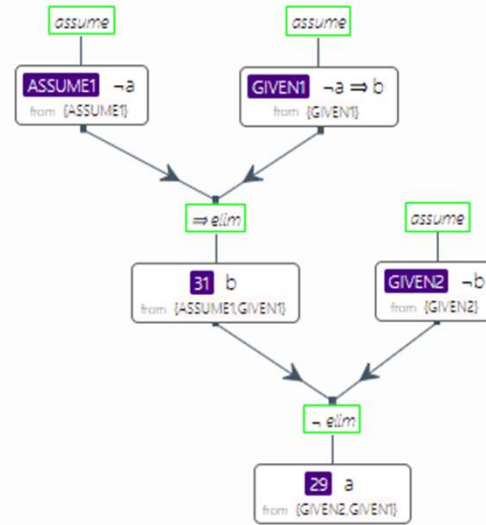 assume
assume
ASSUME1 ¬a
from {ASSUME1}
GIVEN1 ¬a ⇒ b
from {GIVEN1}
⇒ elim
assume
31 b
from {ASSUME1,GIVEN1}
GIVEN2 ¬b
from {GIVEN2}
¬ elim
29 a
from {GIVEN2,GIVEN1}